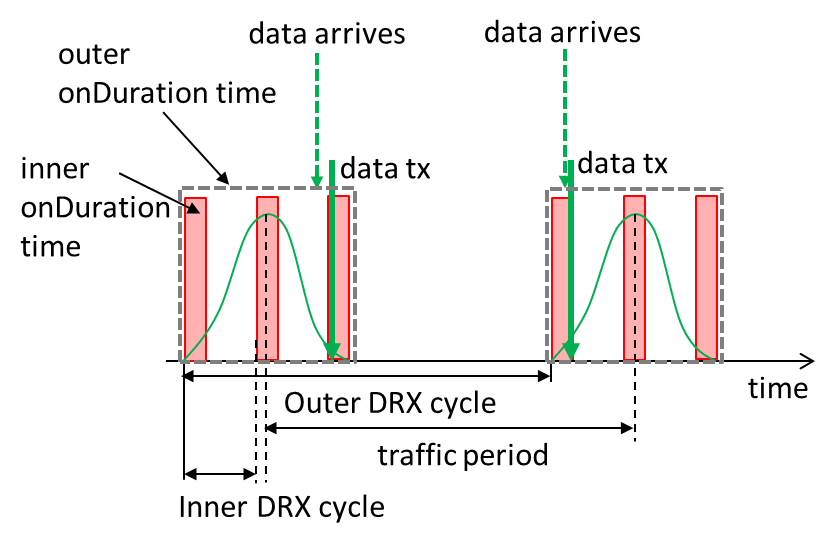 data arrives
data arrives
outer
onDuration time
inner
onDuration
time
data tx
data tx
time
Outer DRX cycle
traffic period
Inner DRX cycle